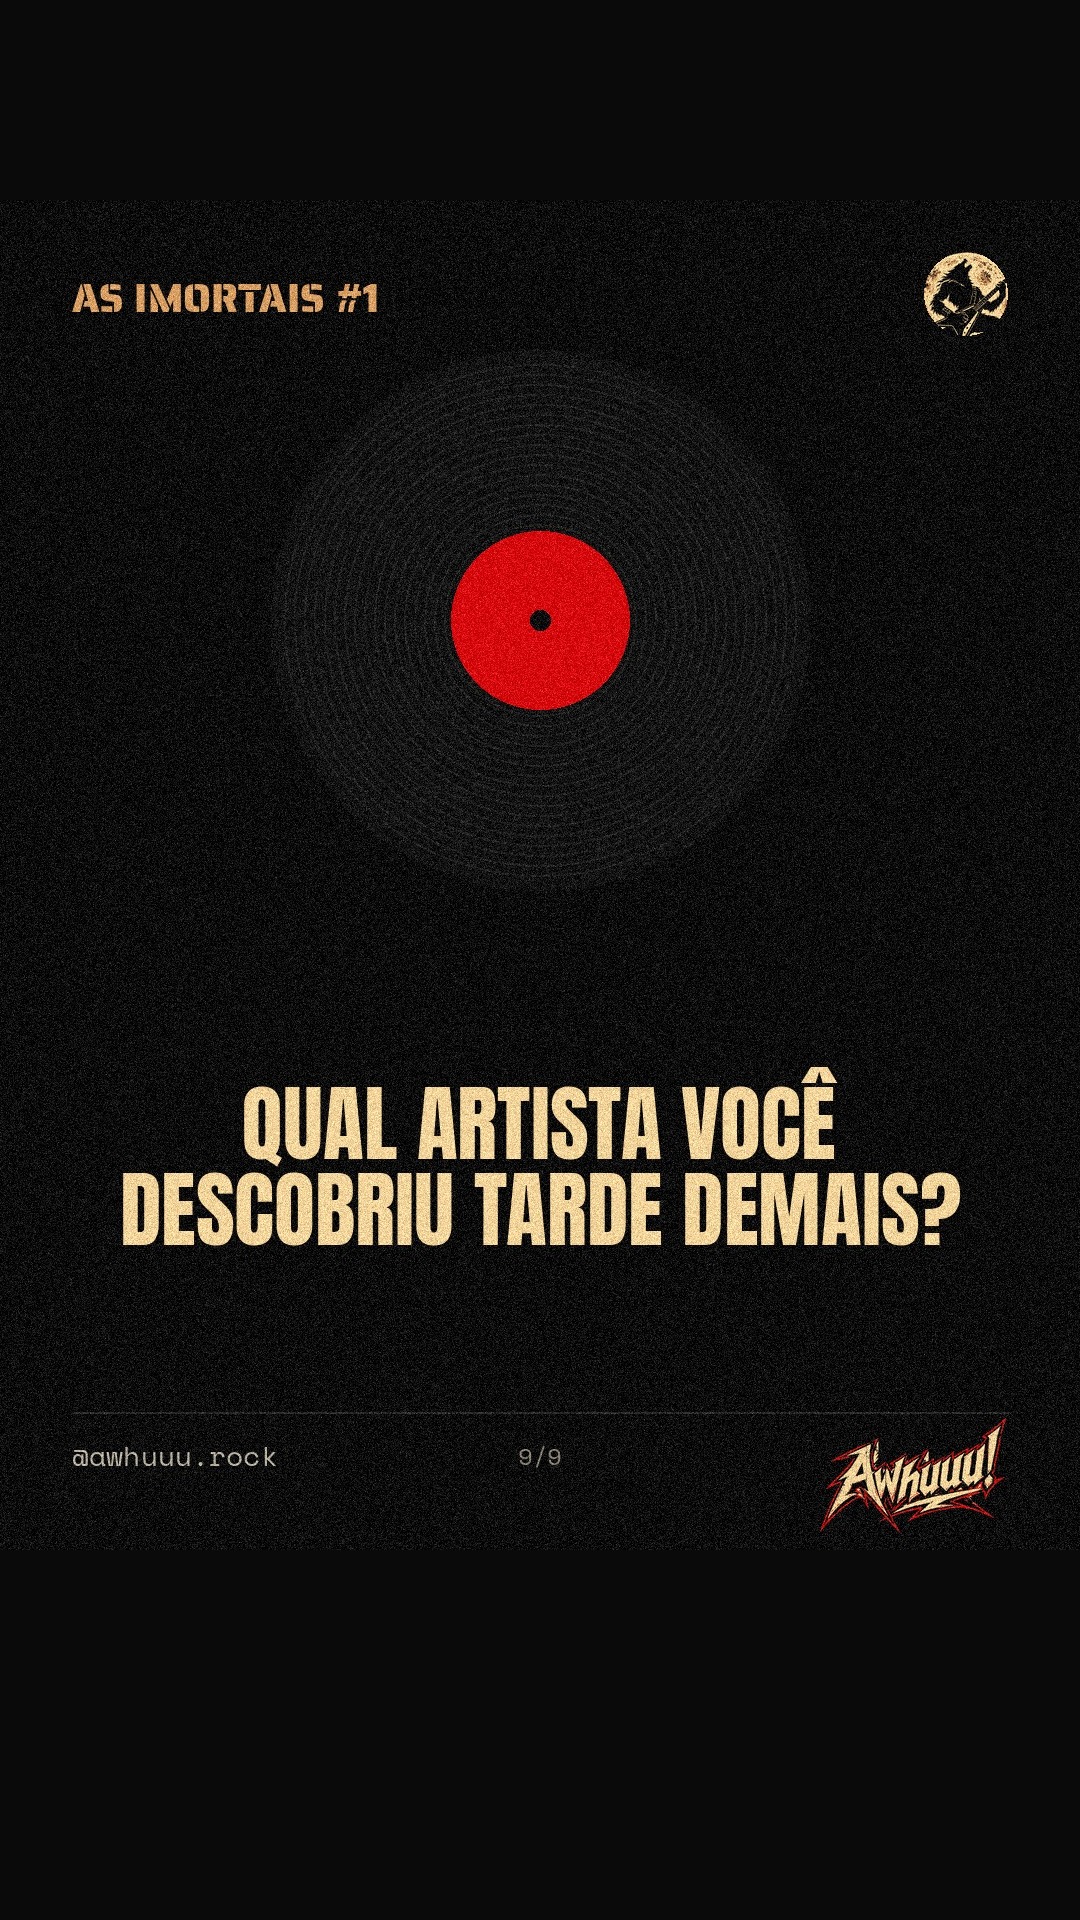 AS IMORTAIS #1
QUAL ARTISTA VOCÊ
DESCOBRIU TARDE DEMAIS?
@awhuuu.rock
9/9
Awhuuu!